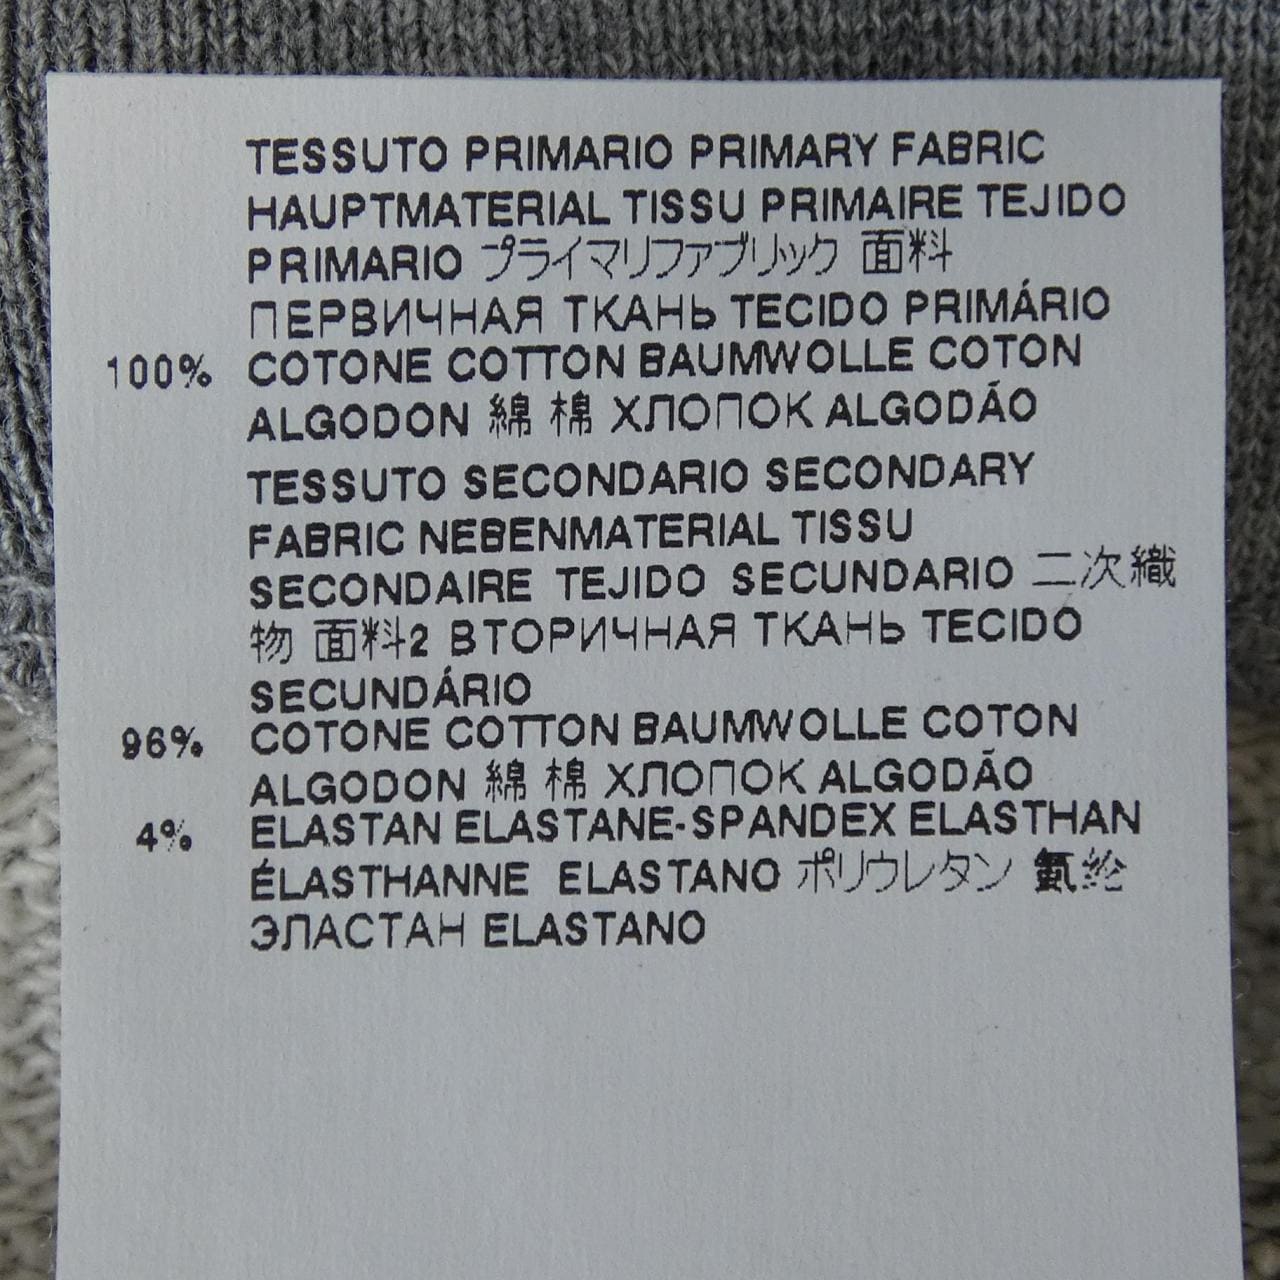 TESSUTO PRIMARIO PRIMARY FABRIC
HAUPTMATERIAL TISSU PRIMAIRE TEJIDO
PRIMARIO プライマリファブリック 面料
ПЕРВИЧНАЯ ТКАНЬ TECIDO PRIMÁRIO
100% COTONE COTTON BAUMWOLLE COTON
ALGODON 綿 棉 ХЛОПОК ALGODÃO
TESSUTO SECONDARIO SECONDARY
FABRIC NEBENMATERIAL TISSU
SECONDAIRE TEJIDO SECUNDARIO 二次織
物 面料2 ВТОРИЧНАЯ ТКАНЬ TECIDO
SECUNDÁRIO
96% COTONE COTTON BAUMWOLLE COTON
ALGODON 綿 棉 ХЛОПОК ALGODÃO
4% ELASTAN ELASTANE-SPANDEX ELASTHAN
ÉLASTHANNE ELASTANO ポリウレタン 氨纶
ЭЛАСТАН ELASTANO